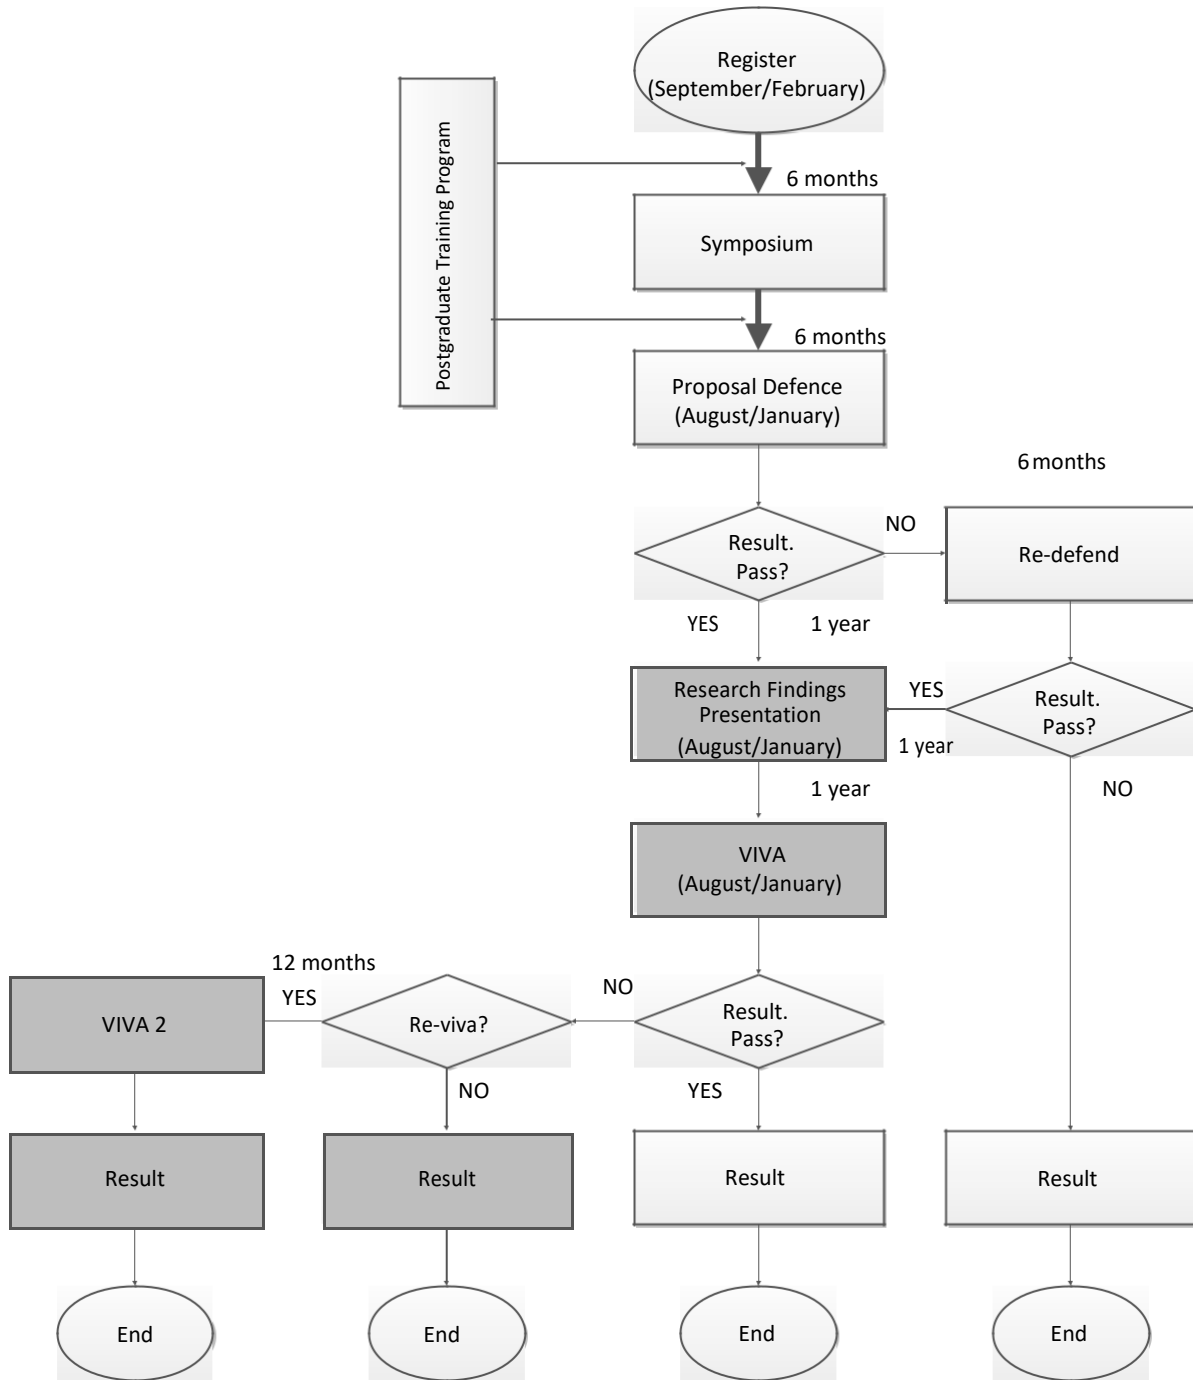 Register
(September/February)
Postgraduate Training Program
6 months
Symposium
6 months
Proposal Defence
(August/January)
6 months
Result.
Pass?
NO
Re-defend
YES
1 year
Research Findings
Presentation
(August/January)
YES
1 year
Result.
Pass?
1 year
NO
VIVA
(August/January)
12 months
YES
VIVA 2
Re-viva?
NO
Result.
Pass?
NO
YES
Result
Result
Result
Result
End
End
End
End